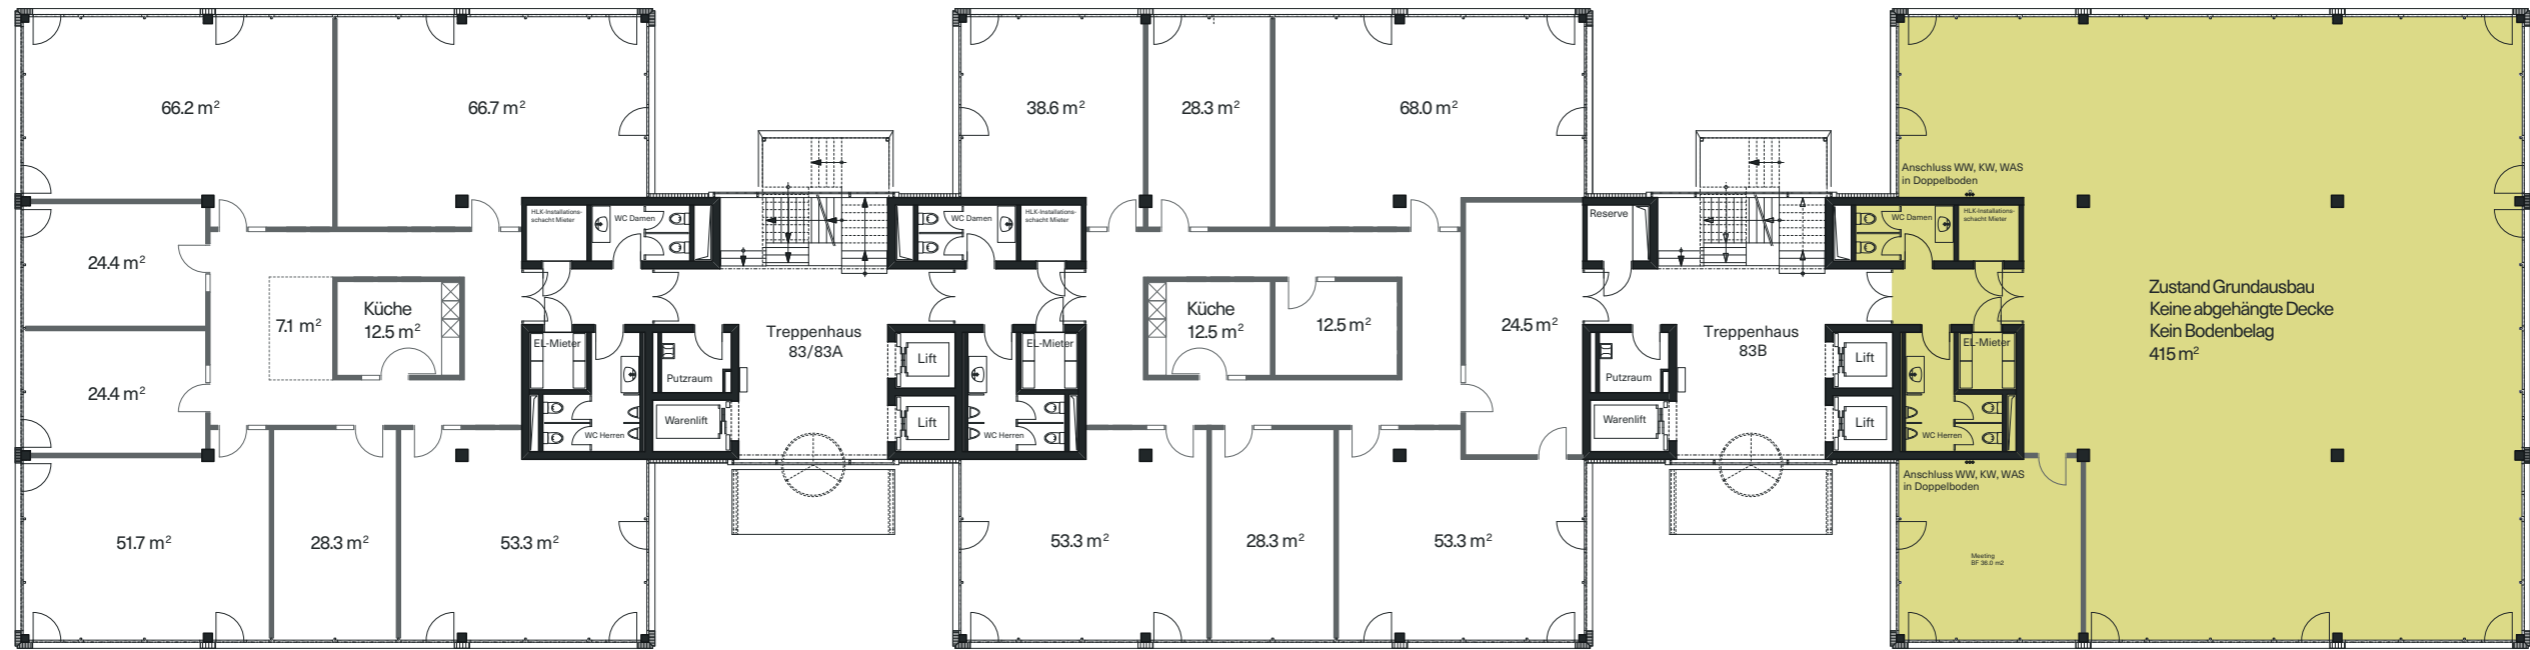 66.2 m²
66.7 m²
38.6 m²
28.3 m²
68.0 m²
Anschluss WW, KW, WAS
in Doppelboden
HLK-Installations-
schacht Mieter
WC Damen
WC Damen
HLK-Installations-
schacht Mieter
Reserve
WC Damen
HLK-Installations-
schacht Mieter
24.4 m²
7.1 m²
Küche
12.5 m²
24.4 m²
EL-Mieter
Putzraum
Warenlift
WC Herren
Treppenhaus
83/83A
Lift
Lift
EL-Mieter
WC Herren
Küche
12.5 m²
12.5 m²
24.5 m²
Putzraum
Warenlift
Treppenhaus
83B
Lift
Lift
EL-Mieter
WC Herren
Zustand Grundausbau
Keine abgehängte Decke
Kein Bodenbelag
415 m²
Anschluss WW, KW, WAS
in Doppelboden
51.7 m²
28.3 m²
53.3 m²
53.3 m²
28.3 m²
53.3 m²
Meeting
BF 36.0 m2